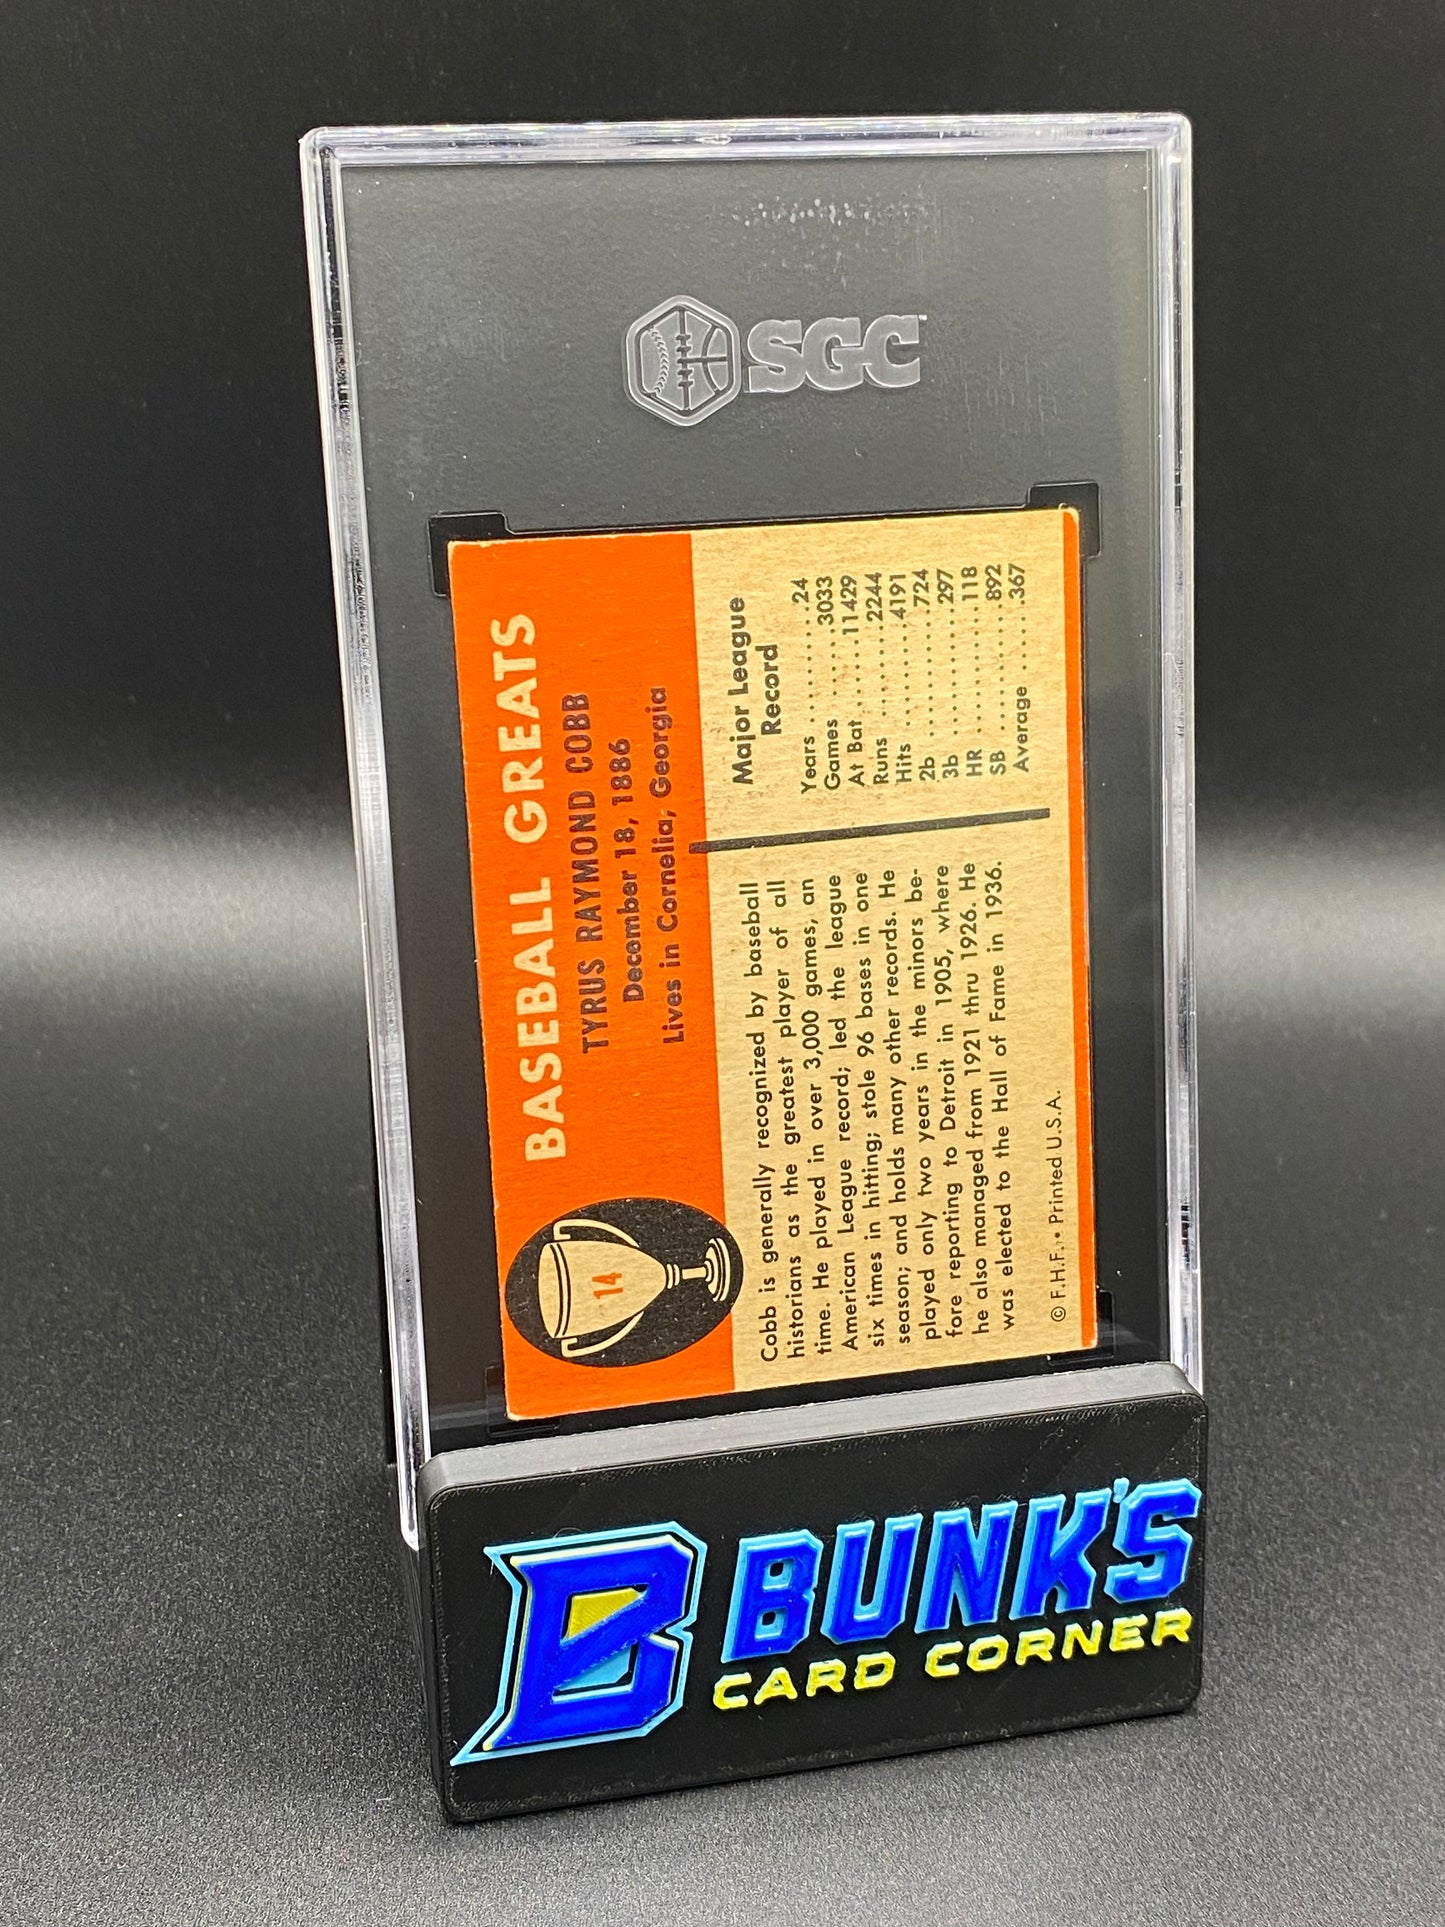 SGC
14
BASEBALL GREATS
TYRUS RAYMOND COBB
December 18, 1886
Lives in Cornelia, Georgia
Cobb is generally recognized by baseball
historians as the greatest player of all
time. He played in over 3,000 games, an
American League record; led the league
six times in hitting; stole 96 bases in one
season; and holds many other records. He
played only two years in the minors be-
fore reporting to Detroit in 1905, where
he also managed from 1921 thru 1926. He
was elected to the Hall of Fame in 1936.
© F.H.F. • Printed U.S.A.
Major League
Record
Years ..........24
Games .......3033
At Bat ......11429
Runs ........2244
Hits .........4191
2b ...........724
3b ...........297
HR ...........118
SB ...........892
Average ......367
B BUNK'S
CARD CORNER